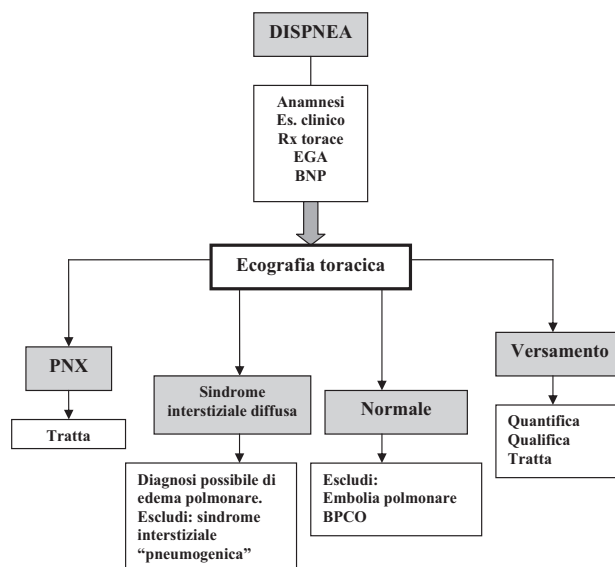 DISPNEA
Anamnesi
Es. clinico
Rx torace
EGA
BNP
Ecografia toracica
PNX
Tratta
Sindrome
interstiziale diffusa
Diagnosi possibile di
edema polmonare.
Escludi: sindrome
interstiziale
“pneumogenica”
Normale
Escludi:
Embolia polmonare
BPCO
Versamento
Quantifica
Qualifica
Tratta